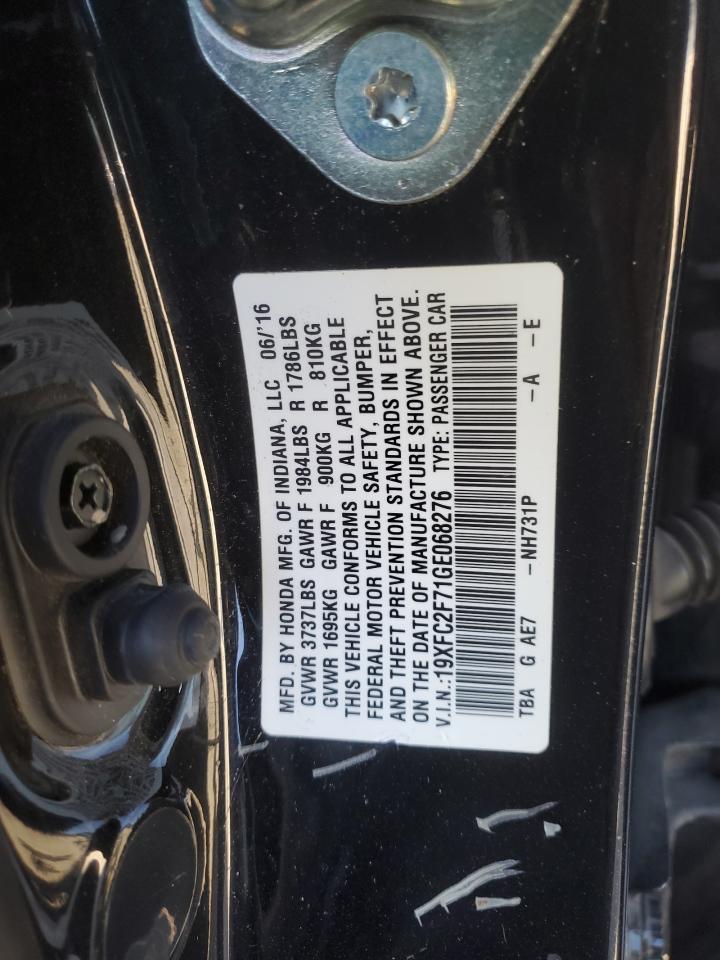 MFD. BY HONDA MFG. OF INDIANA, LLC 06/'16
GVWR 3737LBS GAWR F 1984LBS R 1786LBS
GVWR 1695KG GAWR F 900KG R 810KG
THIS VEHICLE CONFORMS TO ALL APPLICABLE
FEDERAL MOTOR VEHICLE SAFETY, BUMPER,
AND THEFT PREVENTION STANDARDS IN EFFECT
ON THE DATE OF MANUFACTURE SHOWN ABOVE.
V.I.N.:19XFC2F71GE068276 TYPE: PASSENGER CAR
TBA G AE7 -NH731P -A -E